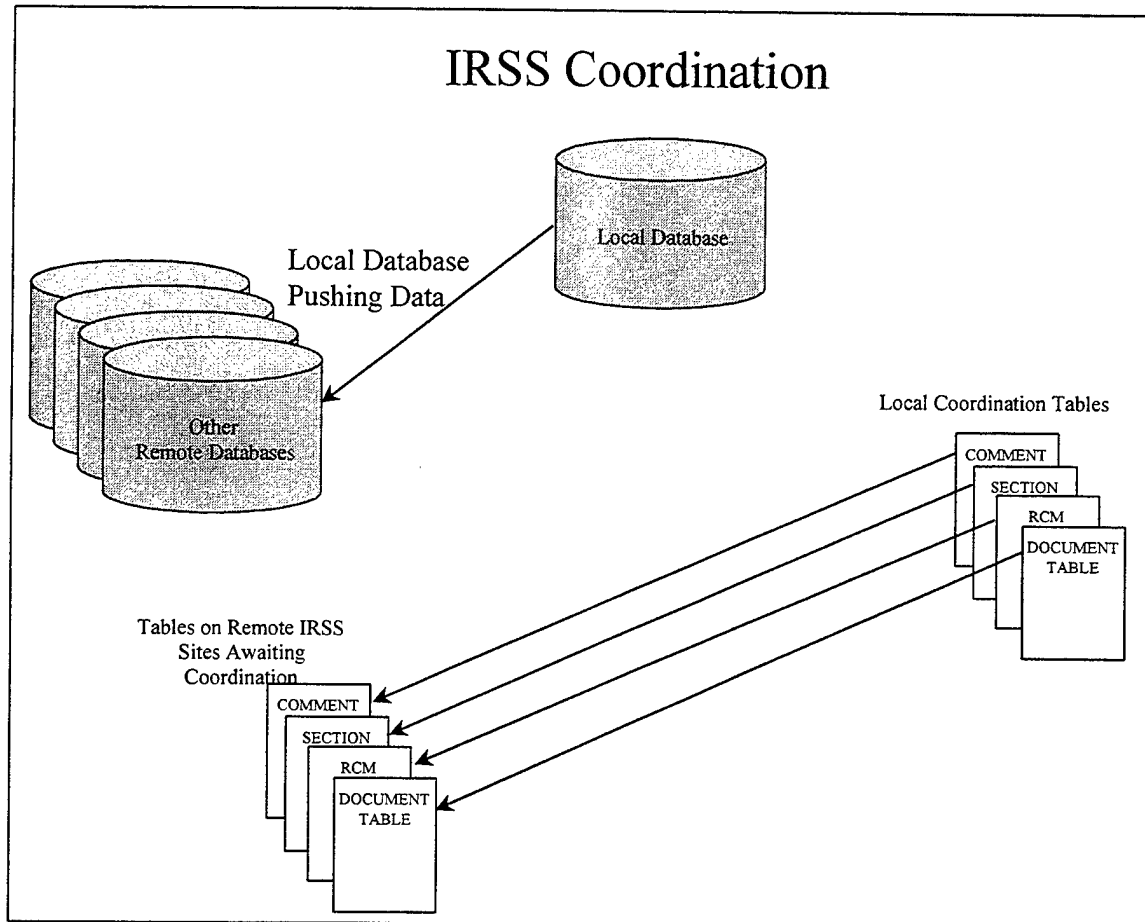 IRSS Coordination
Local Database
Local Database
Pushing Data
Other
Remote Databases
Local Coordination Tables
COMMENT
SECTION
RCM
DOCUMENT
TABLE
Tables on Remote IRSS
Sites Awaiting
Coordination
COMMENT
SECTION
RCM
DOCUMENT
TABLE